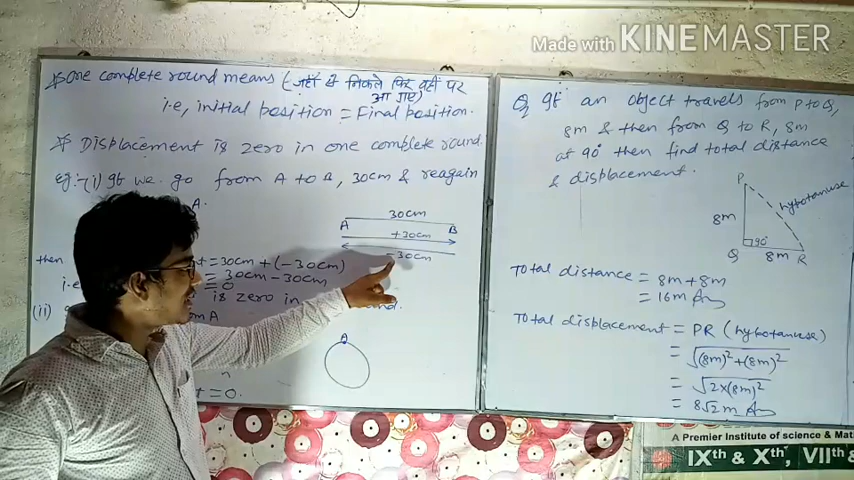 Made with KINEMASTER
* One complete round means (जहाँ से निकले फिर वहीं पर
आ गए)
i.e, initial position = Final position.
* Displacement is zero in one complete round.
Eg:-(i) If we go from A to B, 30cm & reagain
A.
30cm
A B
+30cm
-30cm
then t = 30cm + (-30cm)
= 30cm - 30cm
i.e = 0
is zero in
(ii) A
A
t = 0.
Q If an object travels from P to Q,
8m & then from Q to R, 8m
at 90° then find total distance
& displacement.
P
hypotanuse
8m
90°
Q 8m R
Total distance = 8m + 8m
= 16m Ans
Total displacement = PR (hypotanuse)
= √(8m)² + (8m)²
= √2×(8m)²
= 8√2 m Ans
A Premier Institute of science & Mat
IXth & Xth, VIIth &